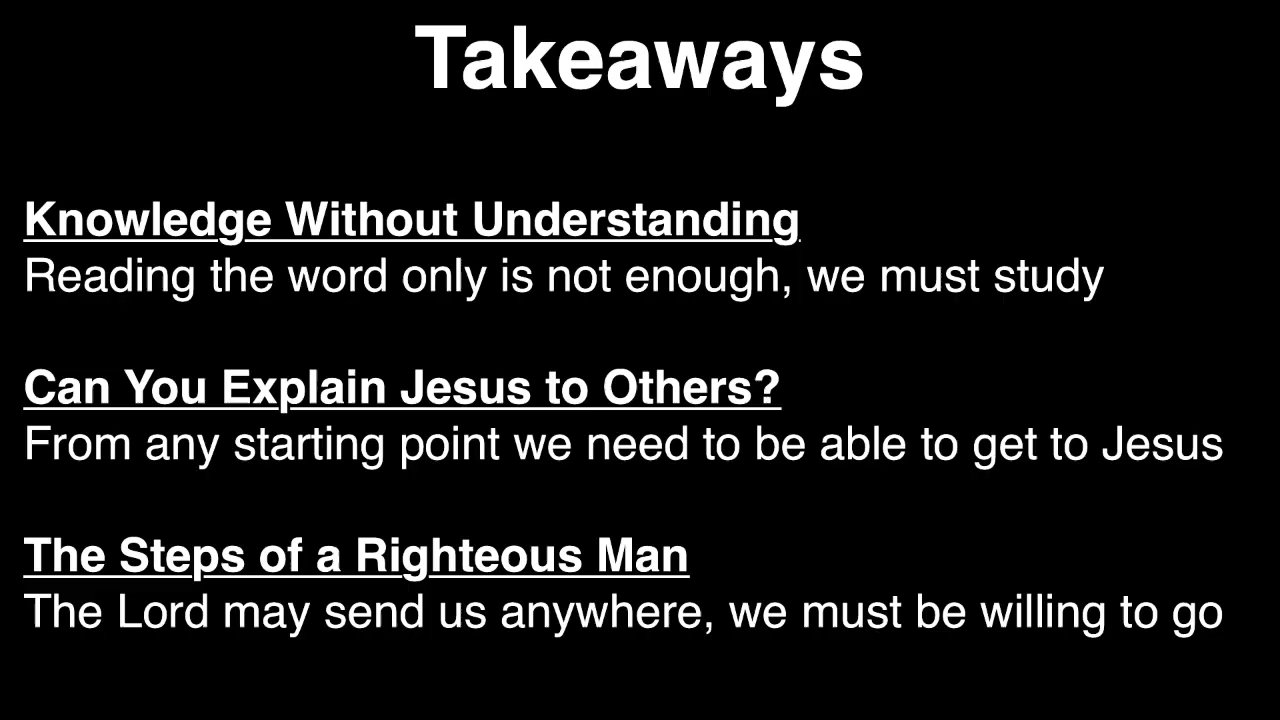 Takeaways
Knowledge Without Understanding
Reading the word only is not enough, we must study
Can You Explain Jesus to Others?
From any starting point we need to be able to get to Jesus
The Steps of a Righteous Man
The Lord may send us anywhere, we must be willing to go